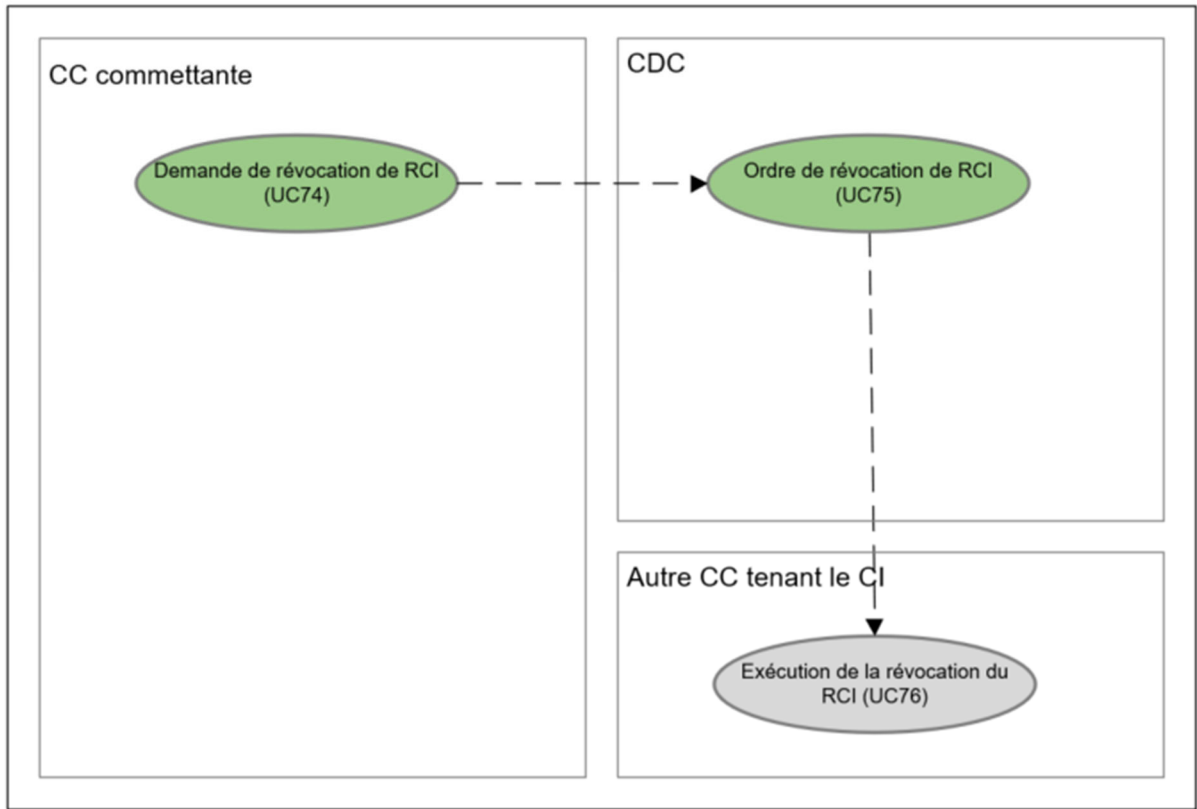 CC commettante
CDC
Demande de révocation de RCI
(UC74)
Ordre de révocation de RCI
(UC75)
Autre CC tenant le CI
Exécution de la révocation du
RCI (UC76)